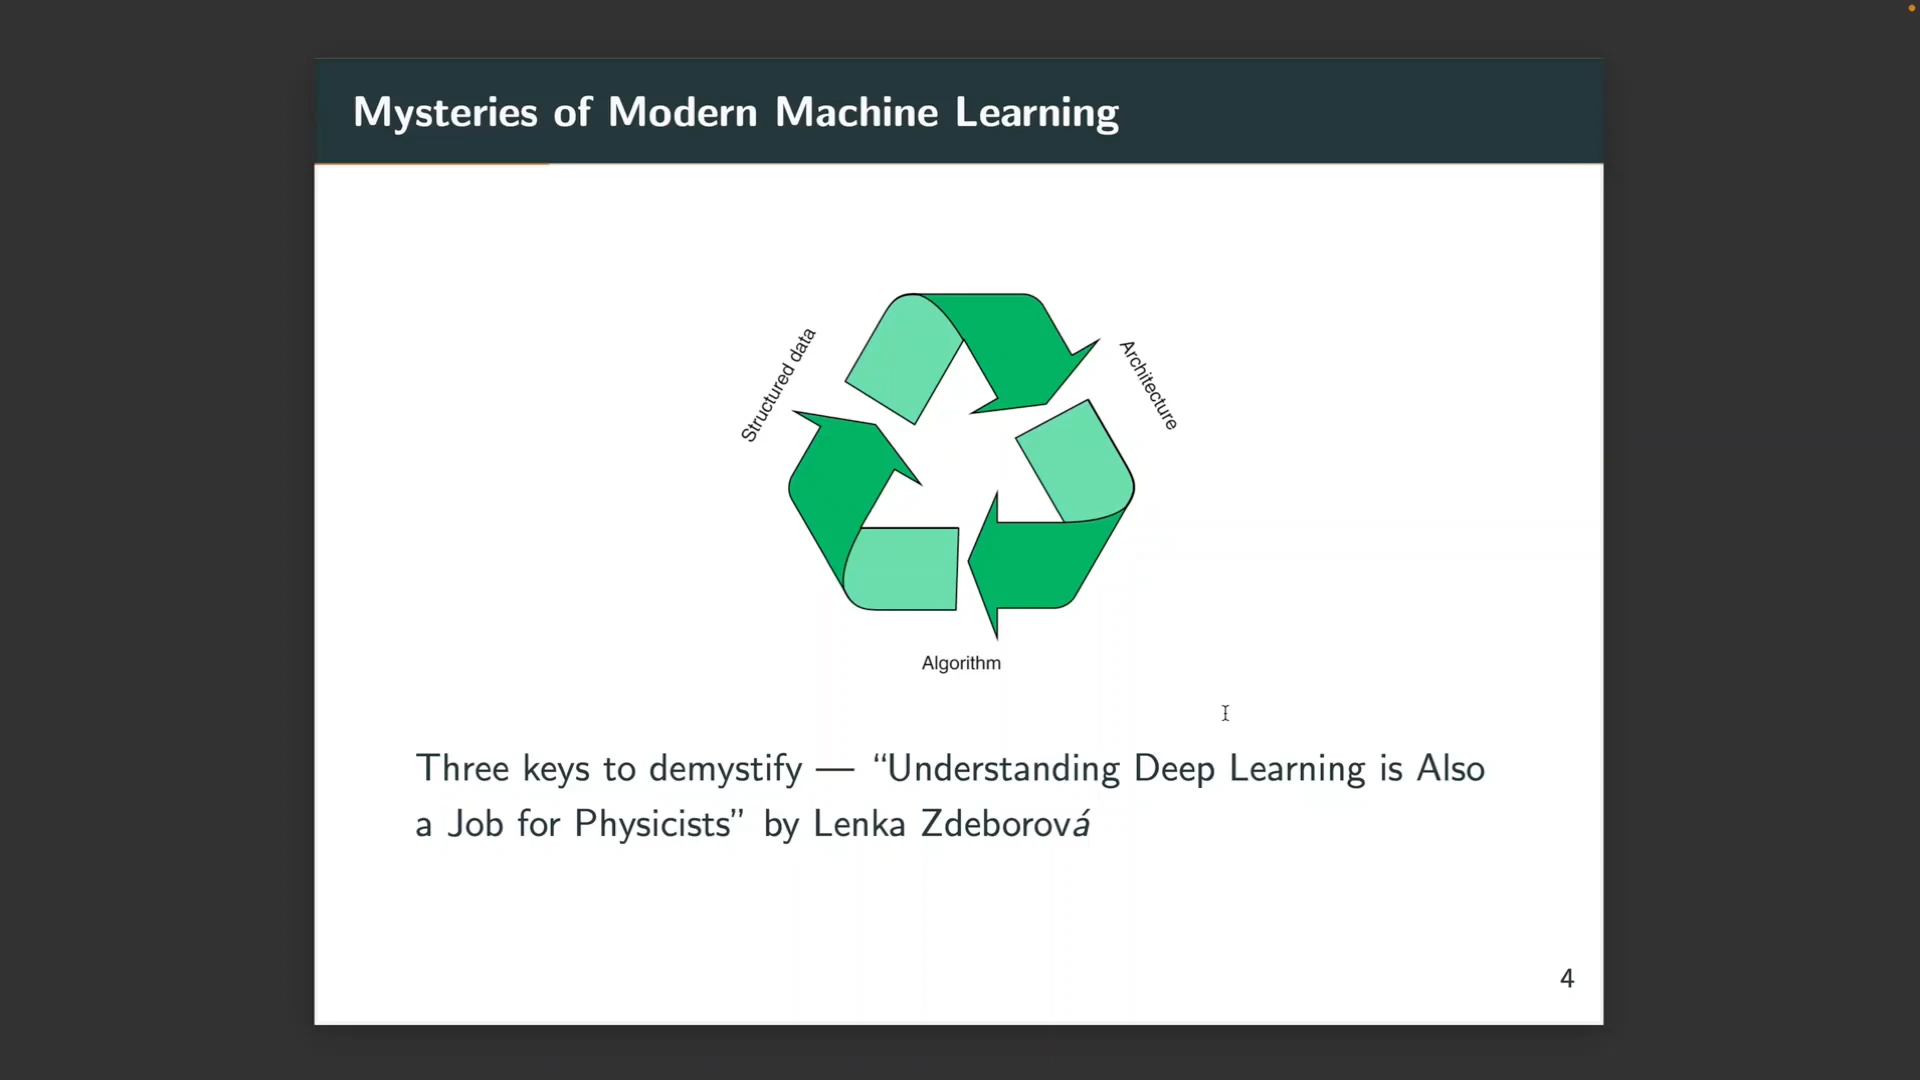 Mysteries of Modern Machine Learning
Structured data
Architecture
Algorithm
Three keys to demystify — “Understanding Deep Learning is Also
a Job for Physicists” by Lenka Zdeborová
4